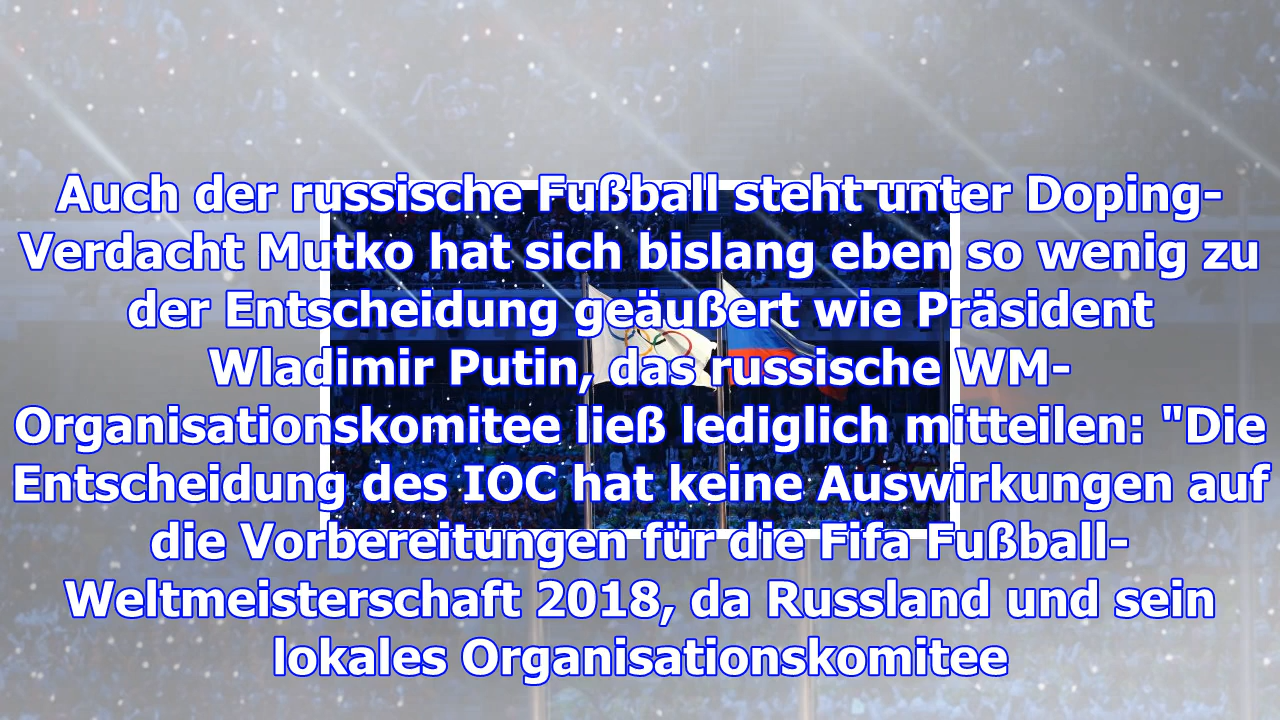 Auch der russische Fußball steht unter Doping-
Verdacht Mutko hat sich bislang eben so wenig zu
der Entscheidung geäußert wie Präsident
Wladimir Putin, das russische WM-
Organisationskomitee ließ lediglich mitteilen: "Die
Entscheidung des IOC hat keine Auswirkungen auf
die Vorbereitungen für die Fifa Fußball-
Weltmeisterschaft 2018, da Russland und sein
lokales Organisationskomitee